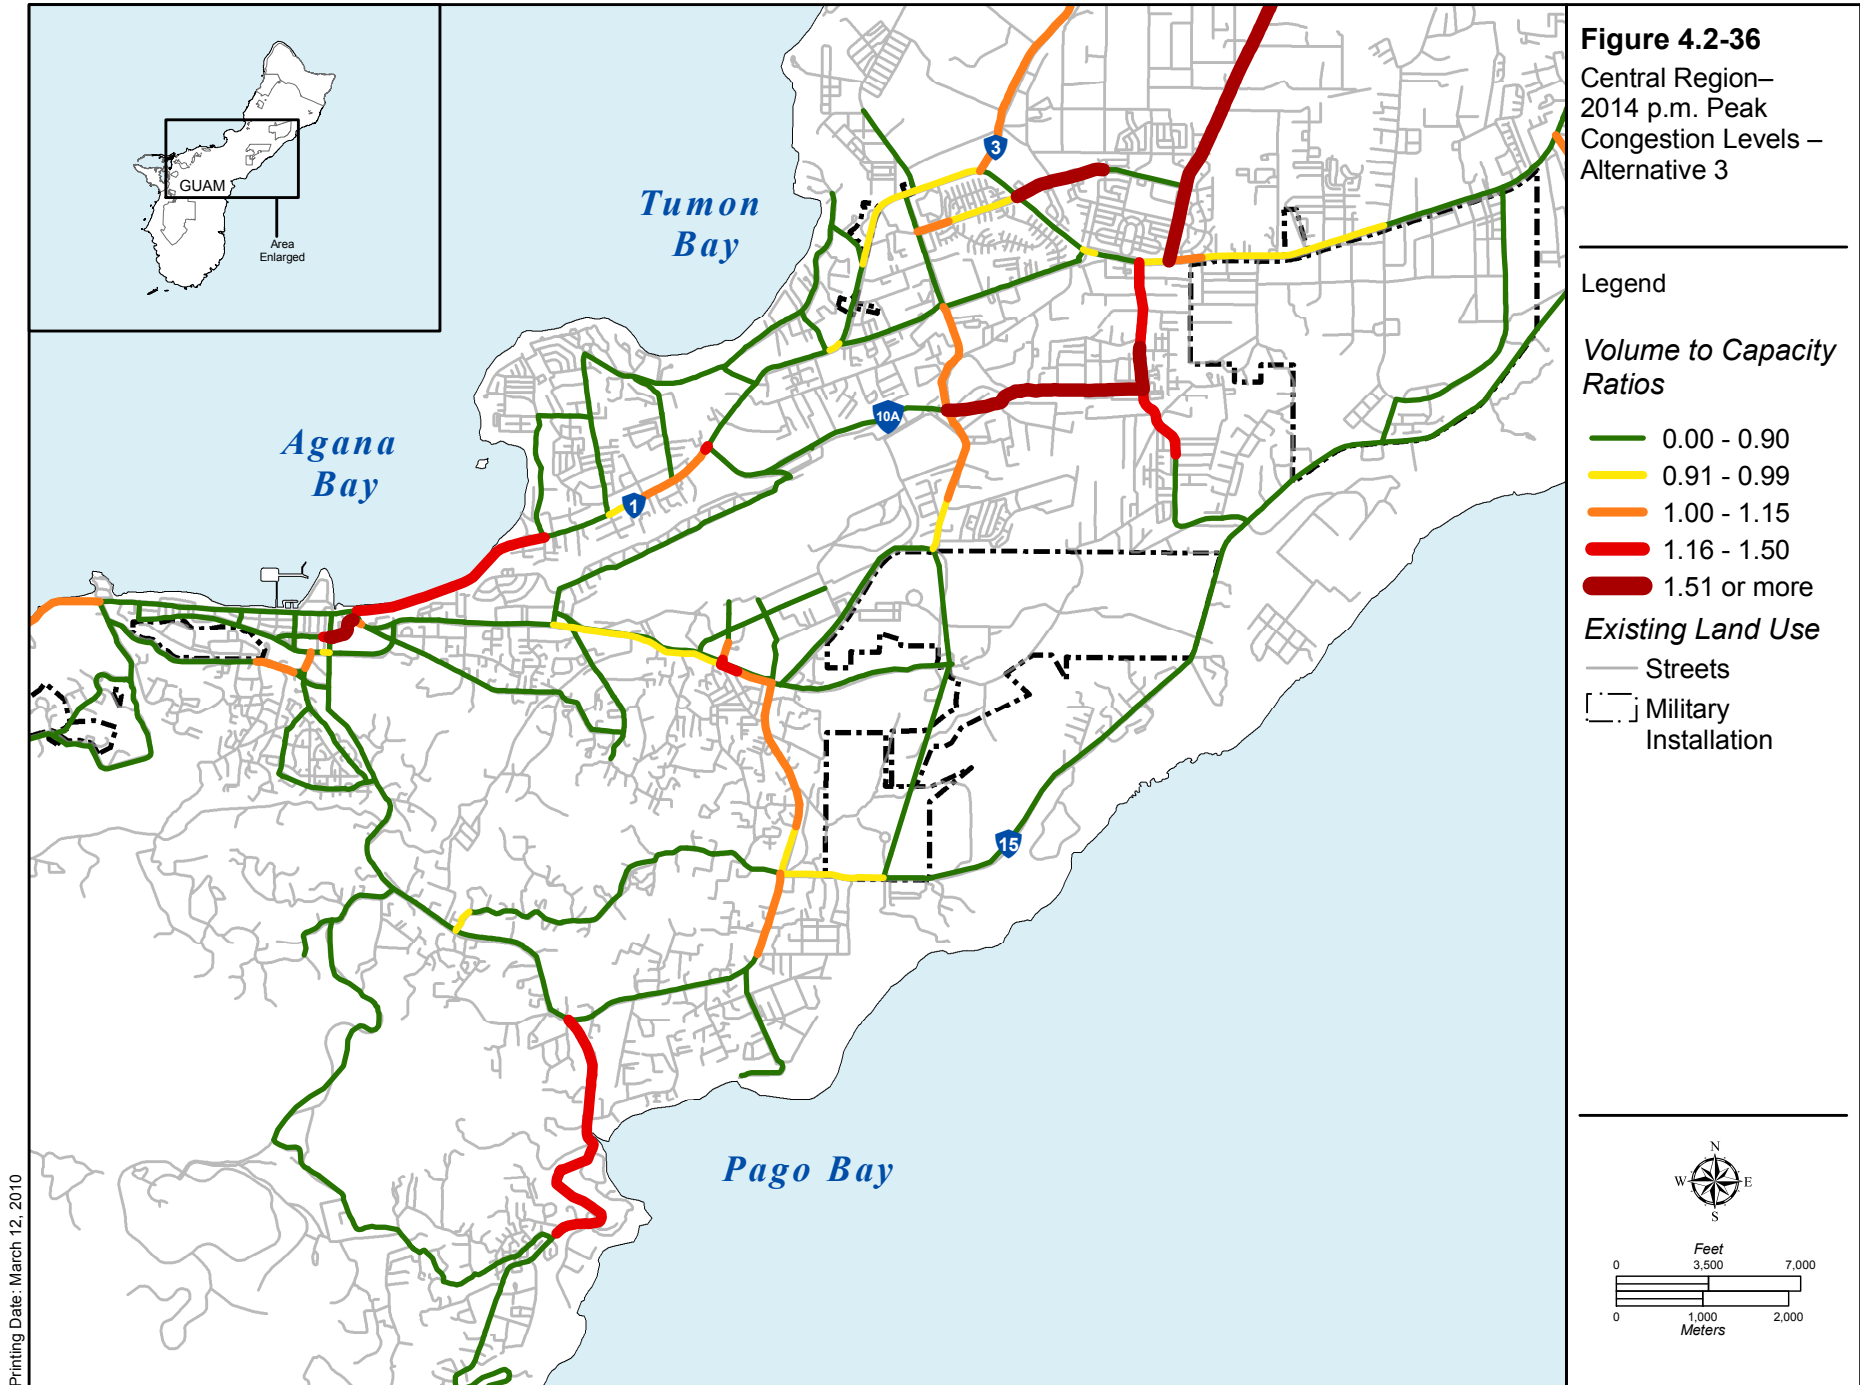 Figure 4.2-36
Central Region–
2014 p.m. Peak
Congestion Levels –
Alternative 3
Legend
Volume to Capacity
Ratios
0.00 - 0.90
0.91 - 0.99
1.00 - 1.15
1.16 - 1.50
1.51 or more
Existing Land Use
Streets
Military
Installation
N
W
E
S
Feet
0
3,500
7,000
0
1,000
2,000
Meters
GUAM
Area
Enlarged
Tumon
Bay
Agana
Bay
Pago Bay
3
10A
1
15
Printing Date: March 12, 2010